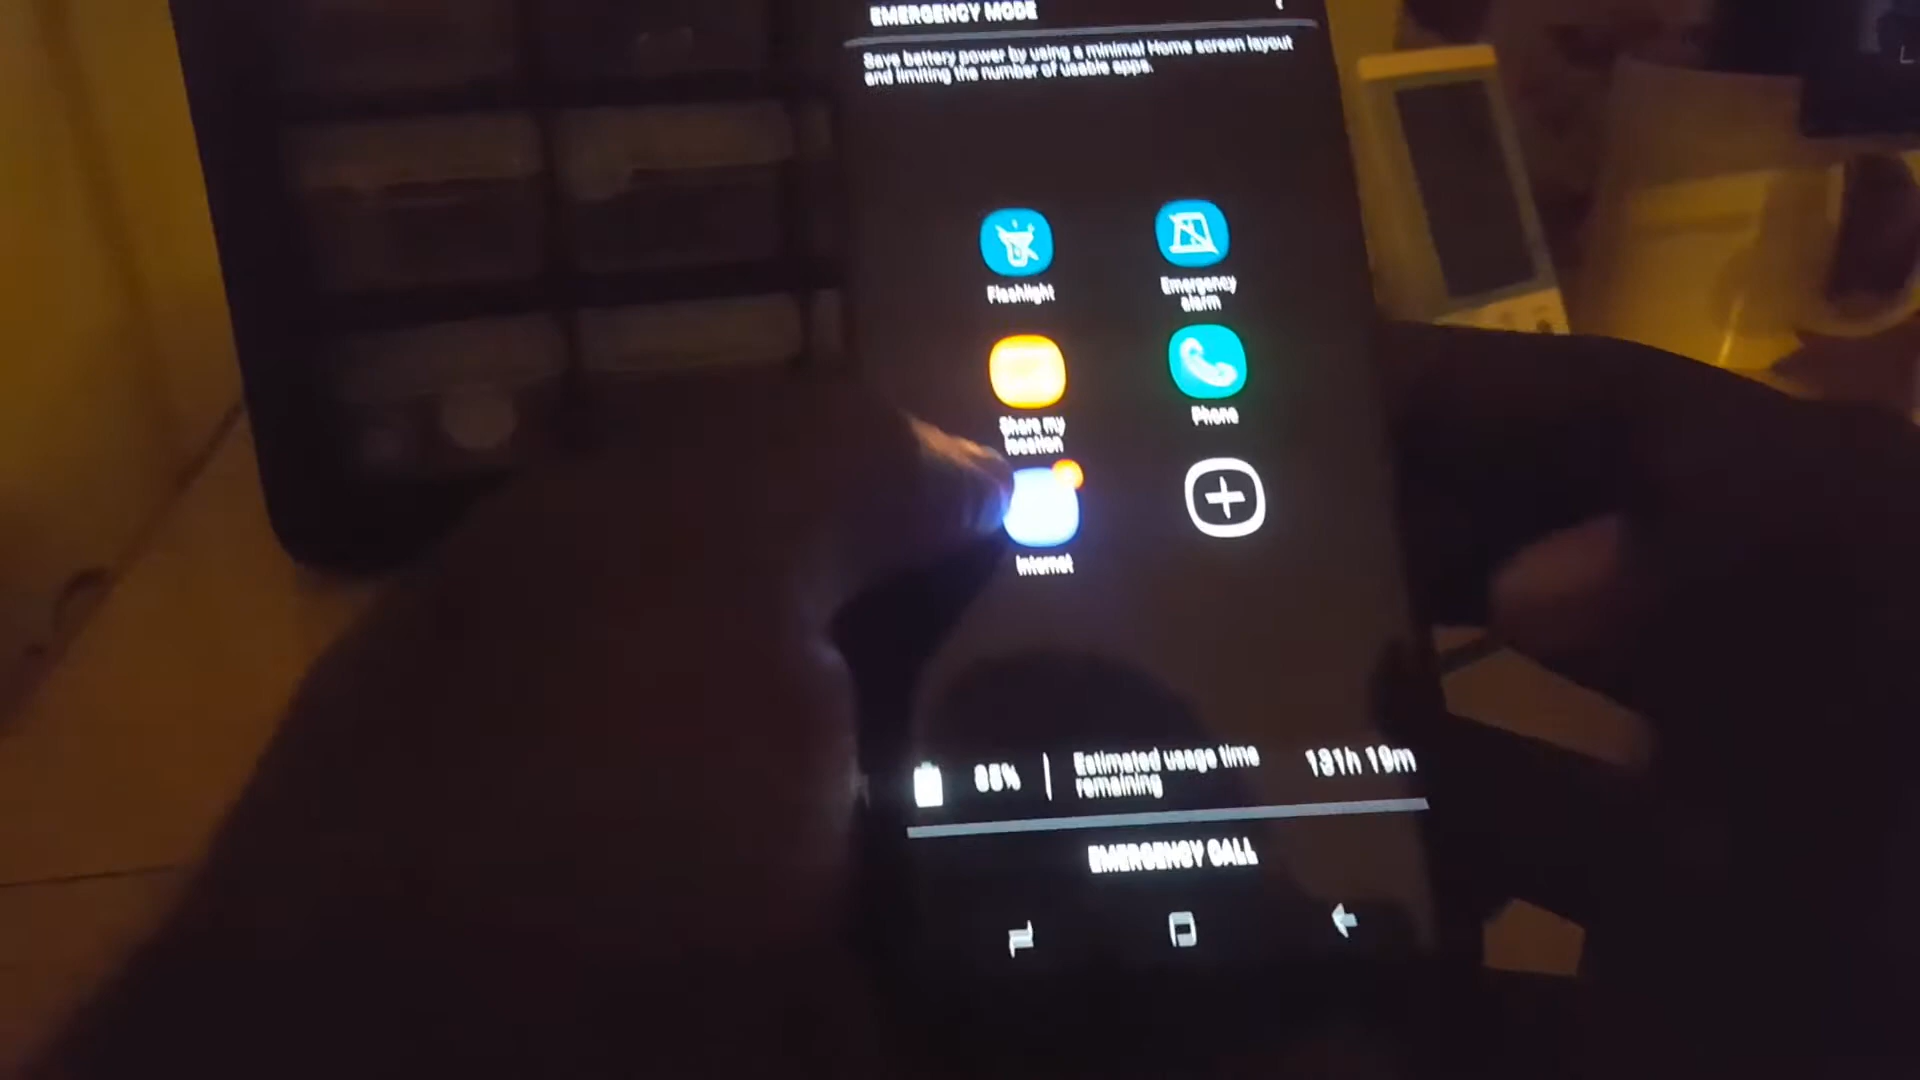 EMERGENCY MODE
Save battery power by using a minimal Home screen layout
and limiting the number of usable apps.
Flashlight
Emergency
alarm
Share my
location
Phone
Internet
85%
Estimated usage time
remaining
131h 19m
EMERGENCY CALL